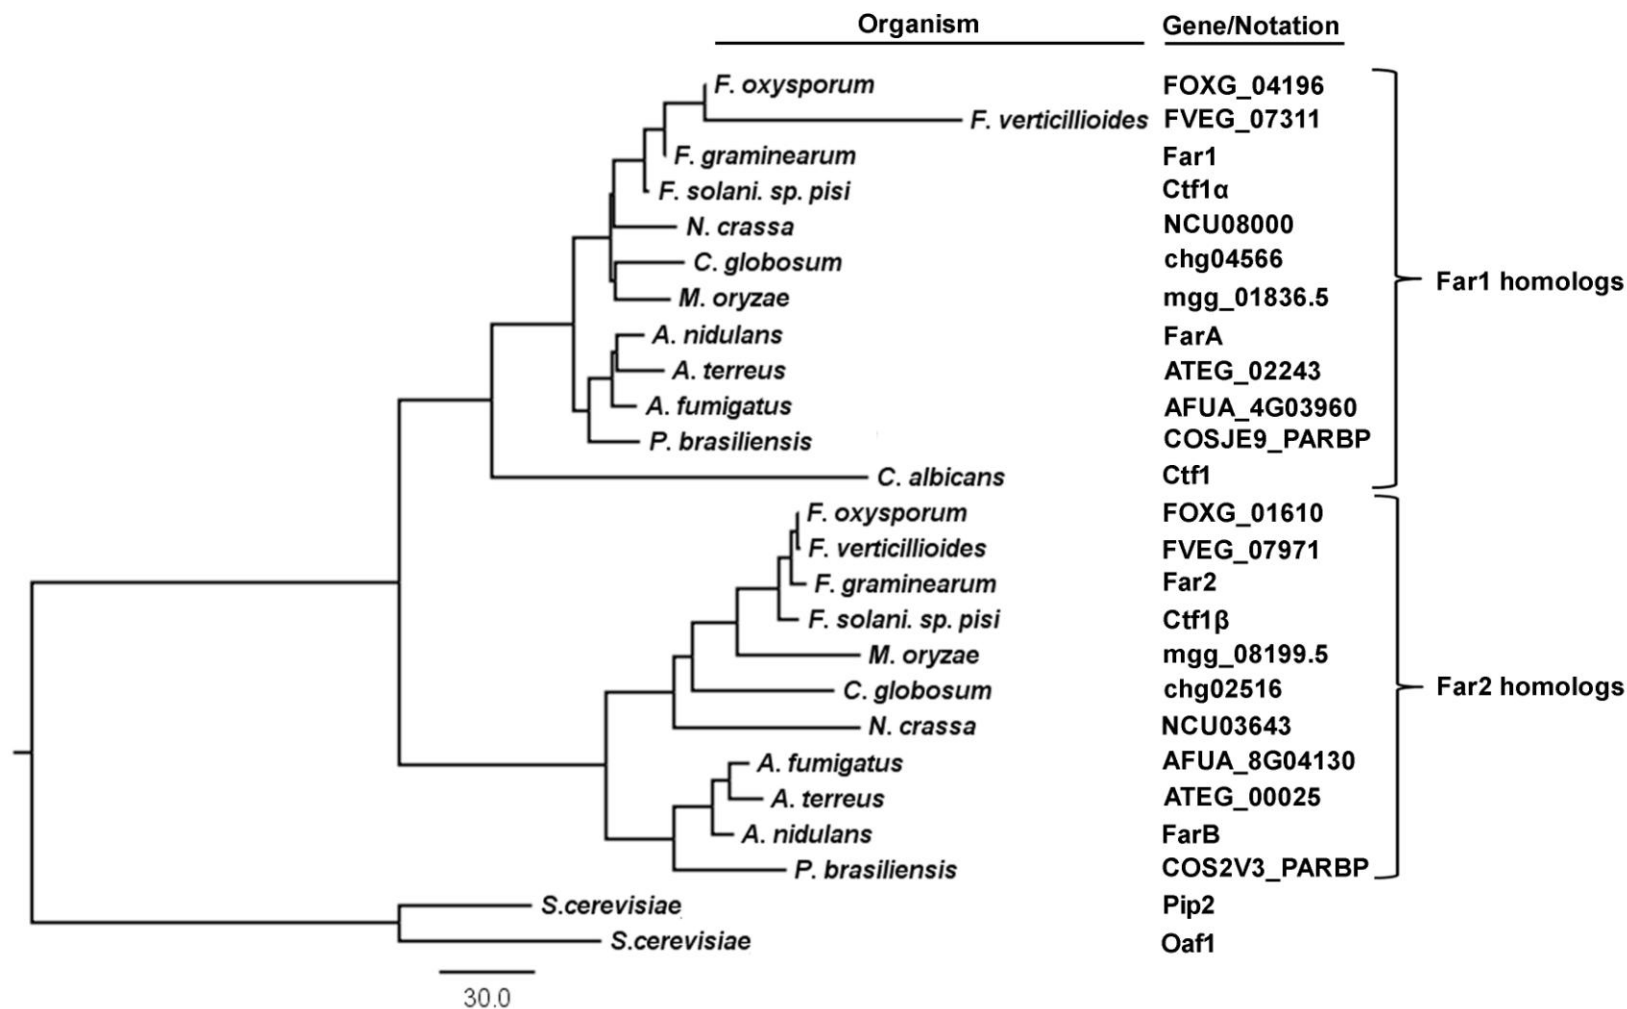 Organism Gene/Notation
F. oxysporum FOXG_04196
F. verticillioides FVEG_07311
F. graminearum Far1
F. solani. sp. pisi Ctf1α
N. crassa NCU08000
C. globosum chg04566
M. oryzae mgg_01836.5
Far1 homologs
A. nidulans FarA
A. terreus ATEG_02243
A. fumigatus AFUA_4G03960
P. brasiliensis COSJE9_PARBP
C. albicans Ctf1
F. oxysporum FOXG_01610
F. verticillioides FVEG_07971
F. graminearum Far2
F. solani. sp. pisi Ctf1β
M. oryzae mgg_08199.5
C. globosum chg02516
Far2 homologs
N. crassa NCU03643
A. fumigatus AFUA_8G04130
A. terreus ATEG_00025
A. nidulans FarB
P. brasiliensis COS2V3_PARBP
S.cerevisiae Pip2
S.cerevisiae Oaf1
30.0